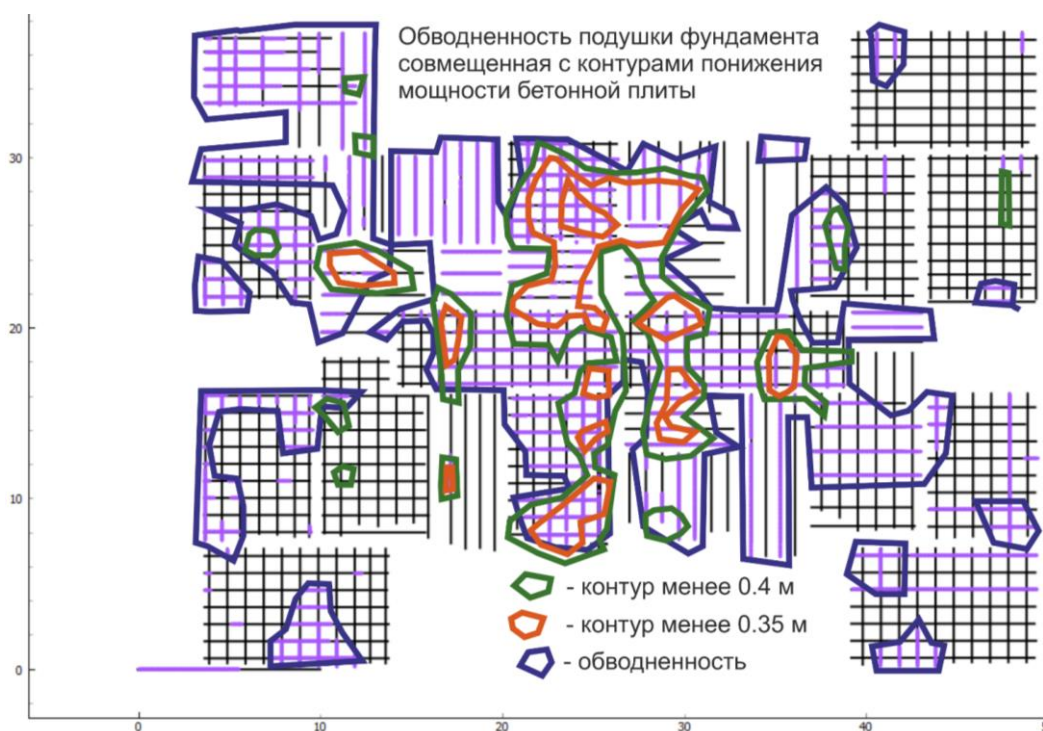 Обводненность подушки фундамента
совмещенная с контурами понижения
мощности бетонной плиты
30
20
10
0
- контур менее 0.4 м
- контур менее 0.35 м
- обводненность
0 10 20 30 40